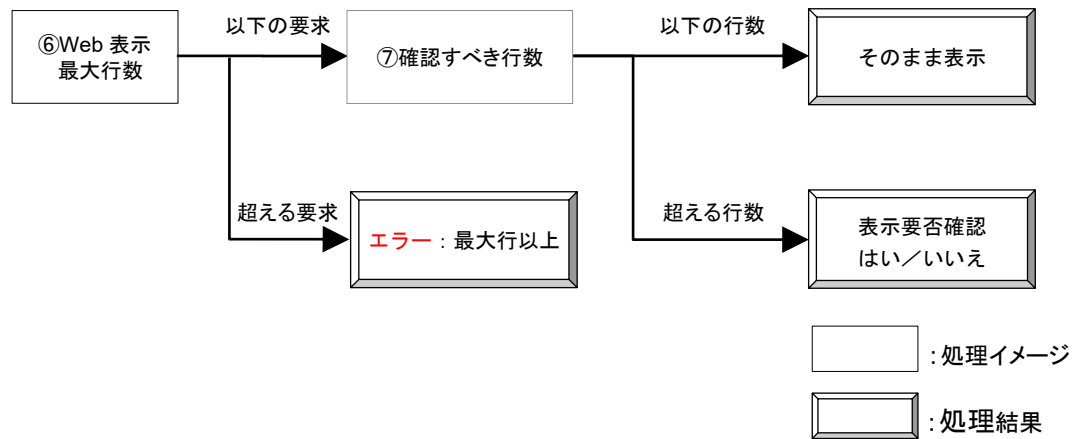 ⑥Web 表示
最大行数
以下の要求
⑦確認すべき行数
以下の行数
そのまま表示
超える要求
エラー：最大行以上
超える行数
表示要否確認
はい／いいえ
：処理イメージ
：処理結果